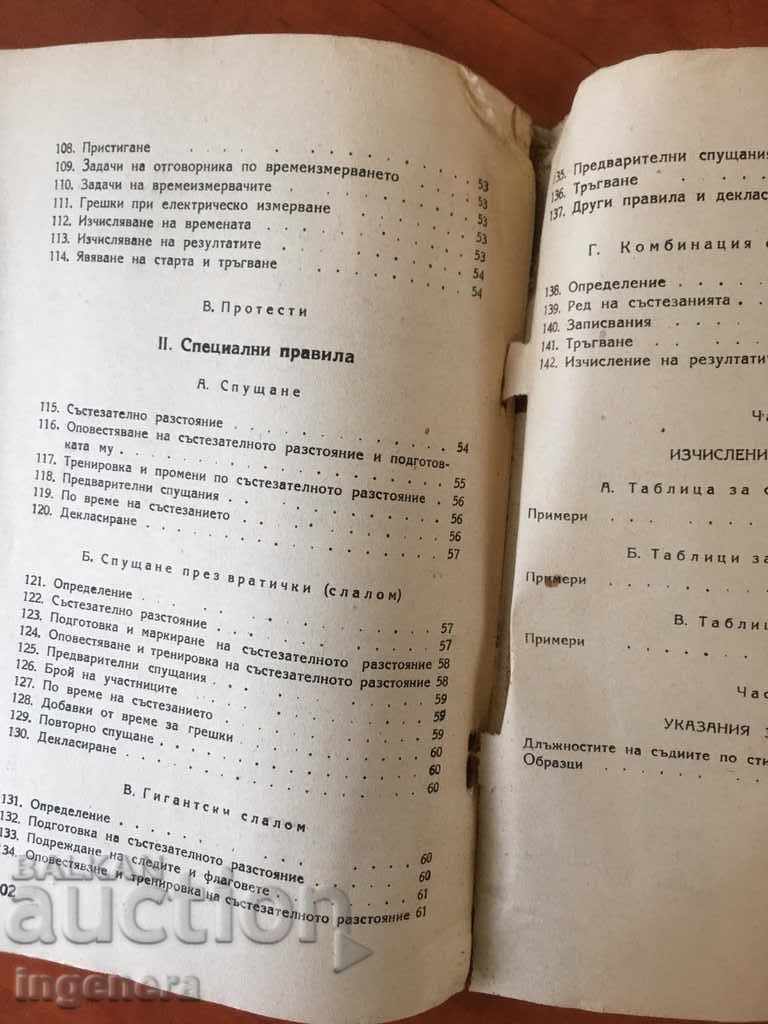 108. Пристигане . . . . . . . . . . 53
109. Задачи на отговорника по времеизмерването 53
110. Задачи на времеизмервачите . . . . . . 53
111. Грешки при електрическо измерване . . . . 53
112. Изчисляване на времената . . . . . . 53
113. Изчисляване на резултатите . . . . . . 54
114. Явяване на старта и тръгване . . . . . 54
В. Протести
II. Специални правила
А. Спущане
115. Състезателно разстояние . . . . . . . 54
116. Оповестяване на състезателното разстояние и подготов-
ката му . . . . . . . . . . 55
117. Тренировка и промени по състезателното разстояние . 56
118. Предварителни спущания . . . . . . . 56
119. По време на състезанието . . . . . . . 56
120. Декласиране . . . . . . . . . . 57
Б. Спущане през вратички (слалом)
121. Определение . . . . . . . . . . 57
122. Състезателно разстояние . . . . . . . 57
123. Подготовка и маркиране на състезателното разстояние 58
124. Оповестяване и тренировка на състезателното разстояние 58
125. Предварителни спущания . . . . . . . 59
126. Брой на участниците . . . . . . . . 59
127. По време на състезанието . . . . . . . 59
128. Добавки от време за грешки . . . . . . 60
129. Повторно спущане . . . . . . . . 60
130. Декласиране . . . . . . . . . . 60
В. Гигантски слалом
131. Определение . . . . . . . . . . 60
132. Подготовка на състезателното разстояние . . . 60
133. Подреждане на следите и флаговете . . . . 61
134. Оповестявзне и тренировка на състезателното разстояние 61
02
135. Предварителни спущания
136. Тръгване . . . .
137. Други правила и декла
Г. Комбинация
138. Определение . . . .
139. Ред на състезанията .
140. Записвания . . . .
141. Тръгване . . . .
142. Изчисление на резултати
Ча
ИЗЧИСЛЕНИ
А. Таблица за
Примери . . . . . .
Б. Таблици за
Примери . . . . . .
В. Таблиц
Примери . . . . . .
Час
УКАЗАНИЯ З
Длъжностите на съдиите по сти
Образци . . . . . .
БАЛКАН
auction
ingenera